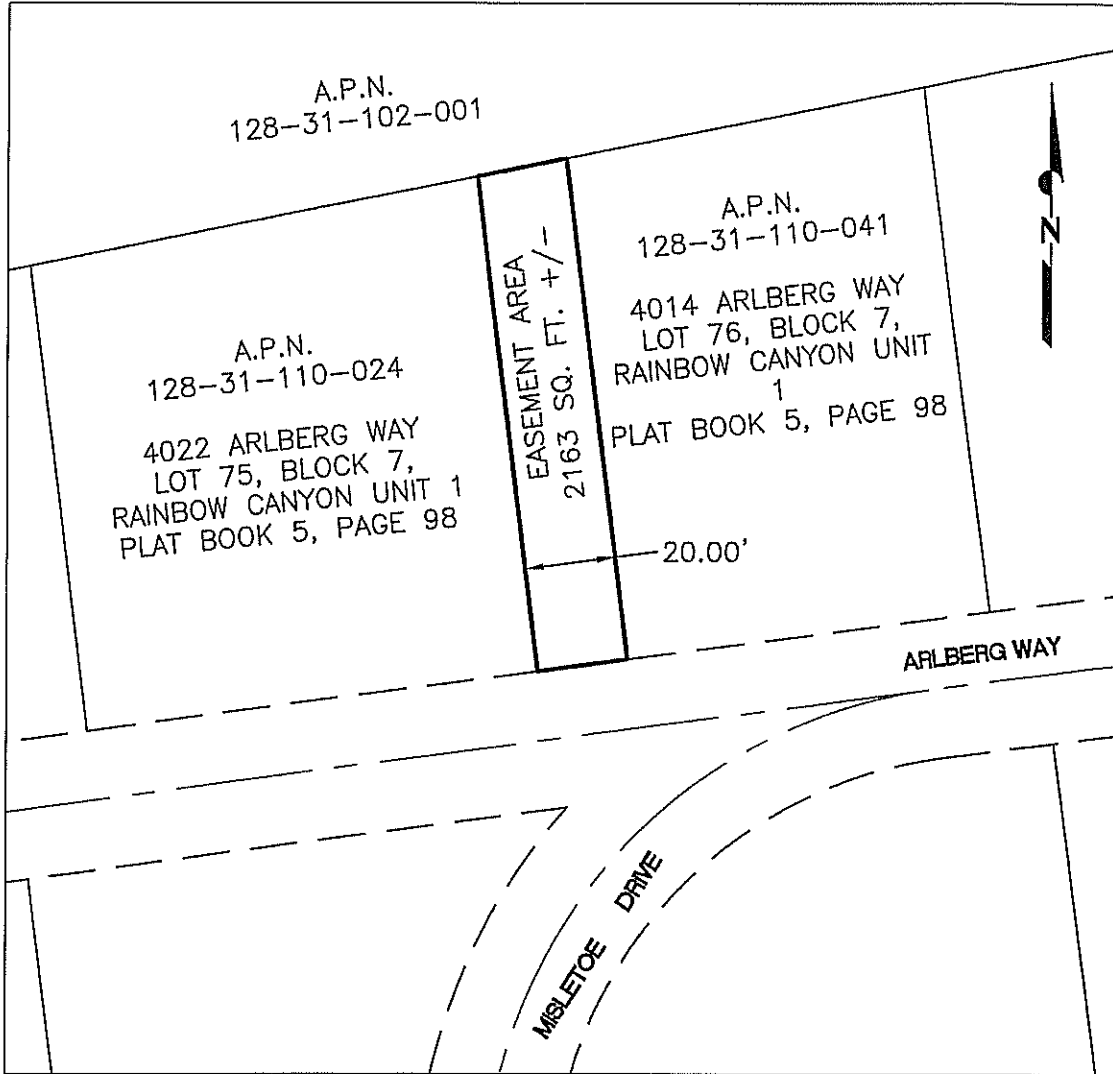 A.P.N.
128-31-102-001
A.P.N.
128-31-110-041
4014 ARLBERG WAY
LOT 76, BLOCK 7,
RAINBOW CANYON UNIT
1
PLAT BOOK 5, PAGE 98
N
EASEMENT AREA
2163 SQ. FT. +/-
A.P.N.
128-31-110-024
4022 ARLBERG WAY
LOT 75, BLOCK 7,
RAINBOW CANYON UNIT 1
PLAT BOOK 5, PAGE 98
20.00'
ARLBERG WAY
MISLETOE DRIVE